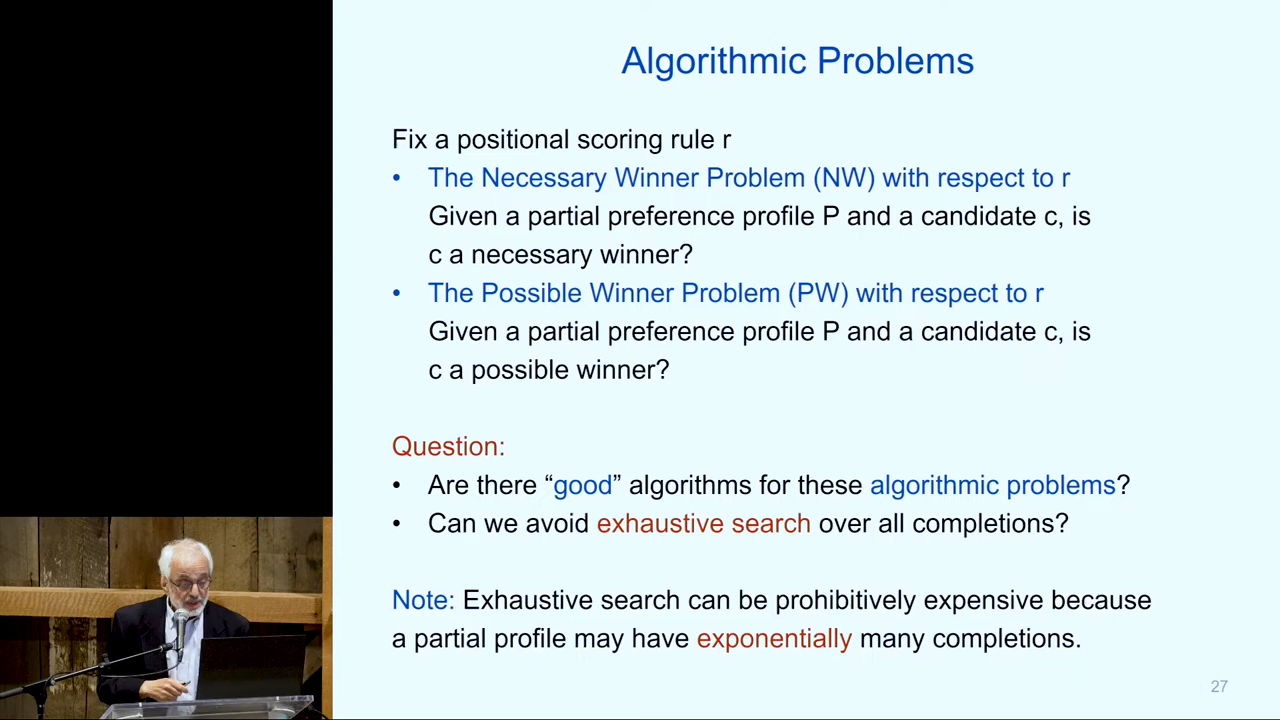 Algorithmic Problems
Fix a positional scoring rule r
• The Necessary Winner Problem (NW) with respect to r
Given a partial preference profile P and a candidate c, is
c a necessary winner?
• The Possible Winner Problem (PW) with respect to r
Given a partial preference profile P and a candidate c, is
c a possible winner?
Question:
• Are there “good” algorithms for these algorithmic problems?
• Can we avoid exhaustive search over all completions?
Note: Exhaustive search can be prohibitively expensive because
a partial profile may have exponentially many completions.
27